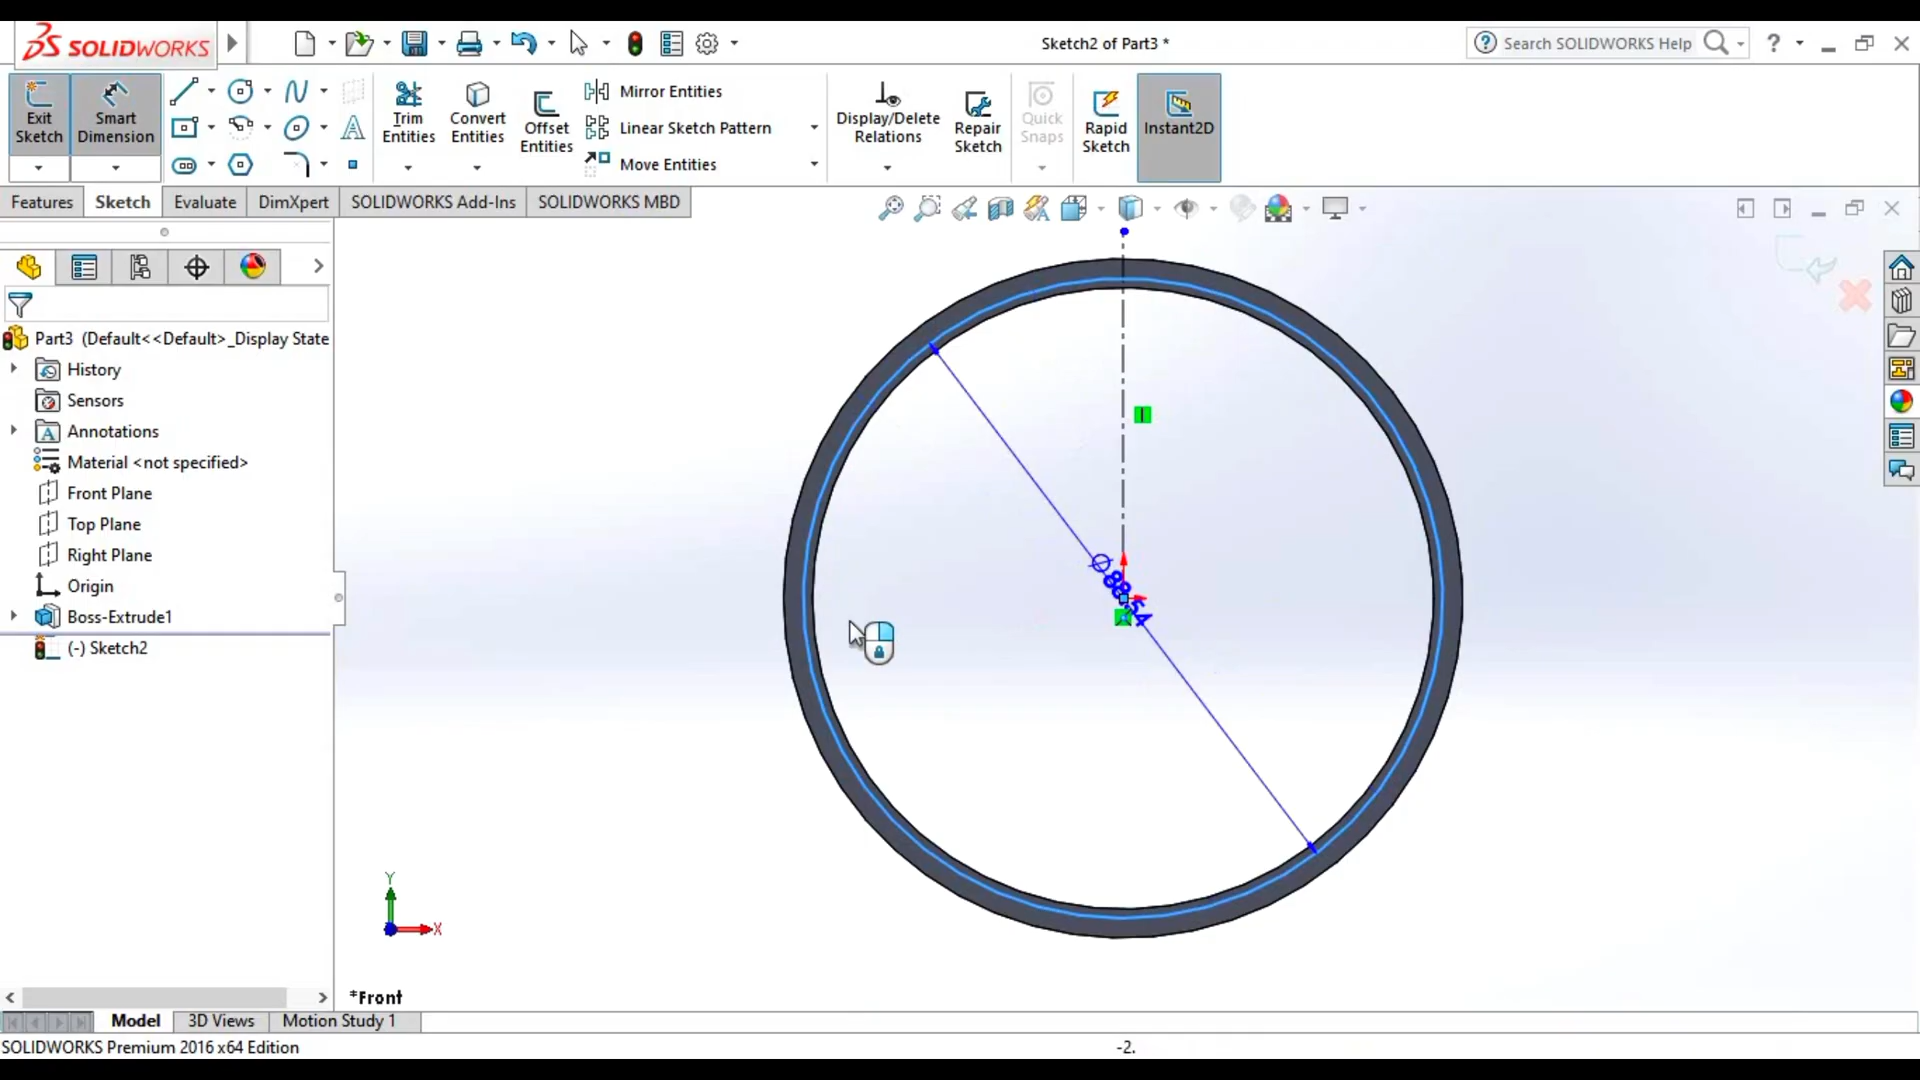 SOLIDWORKS
Sketch2 of Part3 *
Search SOLIDWORKS Help
?
Exit Sketch
Smart Dimension
Trim Entities
Convert Entities
Offset Entities
Mirror Entities
Linear Sketch Pattern
Move Entities
Display/Delete Relations
Repair Sketch
Quick Snaps
Rapid Sketch
Instant2D
Features
Sketch
Evaluate
DimXpert
SOLIDWORKS Add-Ins
SOLIDWORKS MBD
Part3 (Default<<Default>_Display State
History
Sensors
Annotations
Material <not specified>
Front Plane
Top Plane
Right Plane
Origin
Boss-Extrude1
(-) Sketch2
Y
X
*Front
Model
3D Views
Motion Study 1
SOLIDWORKS Premium 2016 x64 Edition
-2.